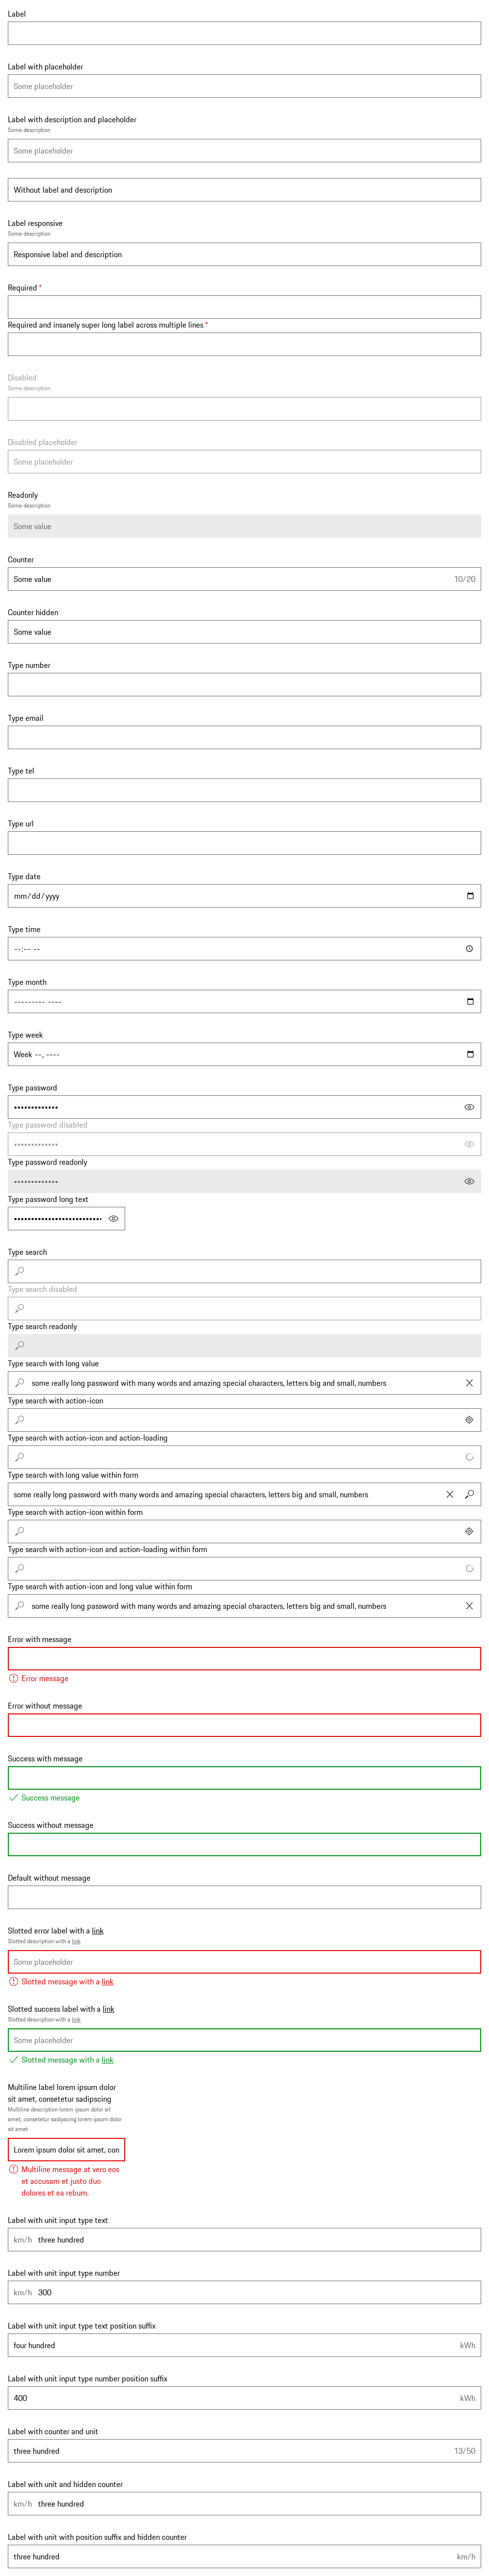 Label
Label with placeholder
Some placeholder
Label with description and placeholder
Some description
Some placeholder
Without label and description
Label responsive
Some description
Responsive label and description
Required *
Required and insanely super long label across multiple lines *
Disabled
Some description
Disabled placeholder
Some placeholder
Readonly
Some description
Some value
Counter
Some value 10/20
Counter hidden
Some value
Type number
Type email
Type tel
Type url
Type date
mm/dd/yyyy
Type time
--:-- --
Type month
--------- ----
Type week
Week --, ----
Type password
•••••••••••••
Type password disabled
•••••••••••••
Type password readonly
•••••••••••••
Type password long text
••••••••••••••••••••••••••
Type search
Type search disabled
Type search readonly
Type search with long value
some really long password with many words and amazing special characters, letters big and small, numbers
Type search with action-icon
Type search with action-icon and action-loading
Type search with long value within form
some really long password with many words and amazing special characters, letters big and small, numbers
Type search with action-icon within form
Type search with action-icon and action-loading within form
Type search with action-icon and long value within form
some really long password with many words and amazing special characters, letters big and small, numbers
Error with message
Error message
Error without message
Success with message
Success message
Success without message
Default without message
Slotted error label with a link
Slotted description with a link
Some placeholder
Slotted message with a link
Slotted success label with a link
Slotted description with a link
Some placeholder
Slotted message with a link
Multiline label lorem ipsum dolor
sit amet, consetetur sadipscing
Multiline description lorem ipsum dolor sit
amet, consetetur sadipscing lorem ipsum dolor
sit amet
Lorem ipsum dolor sit amet, con
Multiline message at vero eos
et accusam et justo duo
dolores et ea rebum.
Label with unit input type text
km/h three hundred
Label with unit input type number
km/h 300
Label with unit input type text position suffix
four hundred kWh
Label with unit input type number position suffix
400 kWh
Label with counter and unit
three hundred 13/50
Label with unit and hidden counter
km/h three hundred
Label with unit with position suffix and hidden counter
three hundred km/h